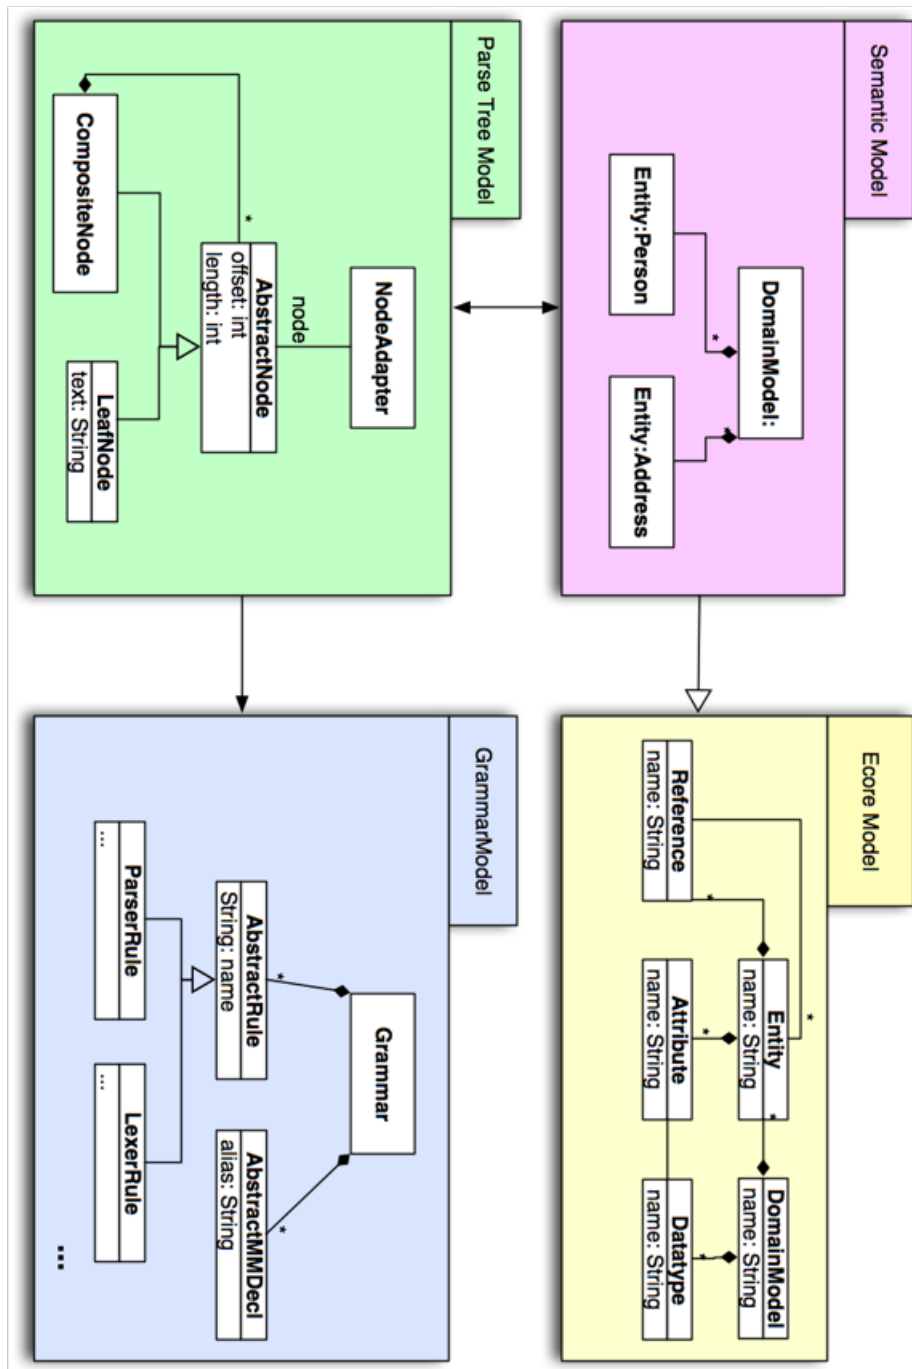 Semantic Model
DomainModel:
*
*
Entity:Person
Entity:Address
Ecore Model
Entity
name: String
*
*
DomainModel
name: String
*
*
*
Reference
name: String
Attribute
name: String
Datatype
name: String
Parse Tree Model
NodeAdapter
node
*
AbstractNode
offset: int
length: int
CompositeNode
LeafNode
text: String
GrammarModel
Grammar
*
*
AbstractRule
String: name
AbstractMMDecl
alias: String
ParserRule
...
LexerRule
...
...